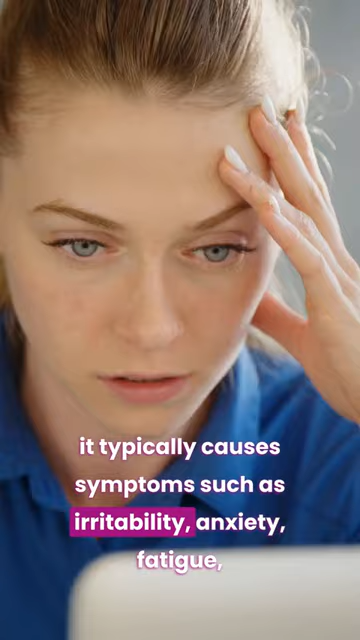 it typically causes
symptoms such as
irritability, anxiety,
fatigue,